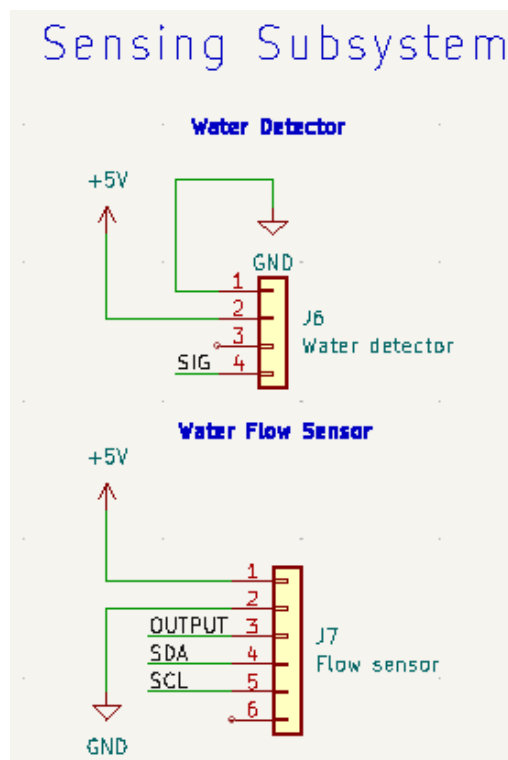 Sensing Subsystem
Water Detector
+5V
GND
1
2
3
SIG 4
J6
Water detector
Water Flow Sensor
+5V
1
2
OUTPUT 3
SDA 4
SCL 5
6
J7
Flow sensor
GND